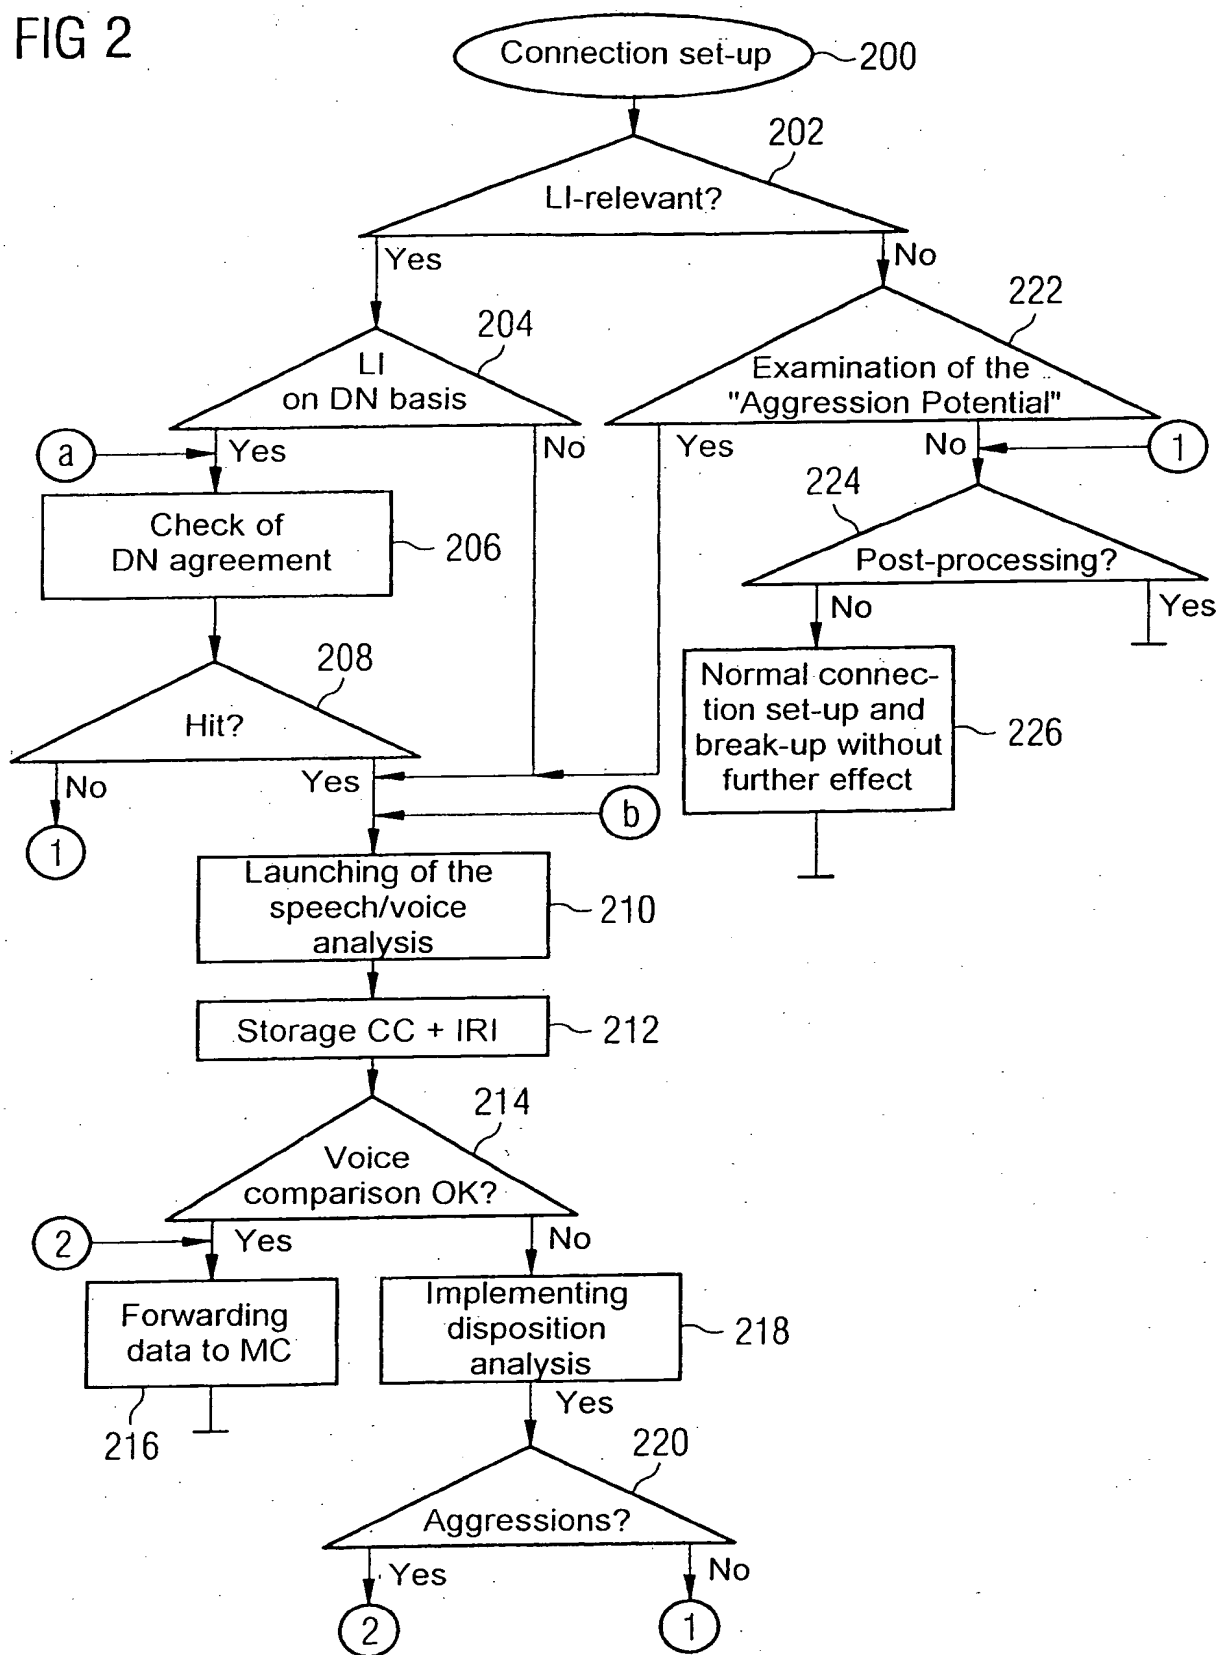 FIG 2
Connection set-up
200
202
LI-relevant?
Yes
No
204
222
LI
on DN basis
Examination of the
"Aggression Potential"
a
Yes
No
Yes
No
1
224
Check of
DN agreement
206
Post-processing?
No
Yes
208
Hit?
Normal connec-
tion set-up and
break-up without
further effect
226
No
Yes
b
1
Launching of the
speech/voice
analysis
210
Storage CC + IRI
212
214
Voice
comparison OK?
2
Yes
No
Forwarding
data to MC
Implementing
disposition
analysis
218
216
Yes
220
Aggressions?
Yes
No
2
1